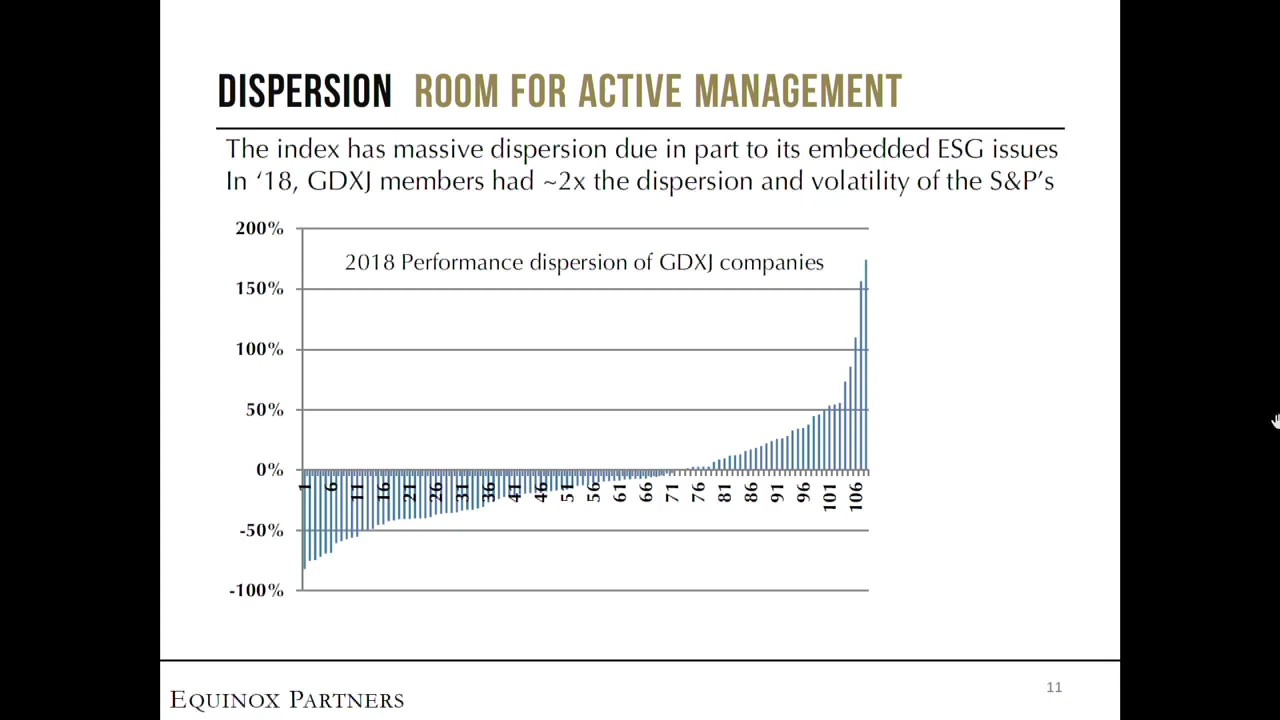 DISPERSION ROOM FOR ACTIVE MANAGEMENT
The index has massive dispersion due in part to its embedded ESG issues
In ‘18, GDXJ members had ~2x the dispersion and volatility of the S&P’s
200%
2018 Performance dispersion of GDXJ companies
150%
100%
50%
0%
1 6 11 16 21 26 31 36 41 46 51 56 61 66 71 76 81 86 91 96 101 106
-50%
-100%
EQUINOX PARTNERS
11